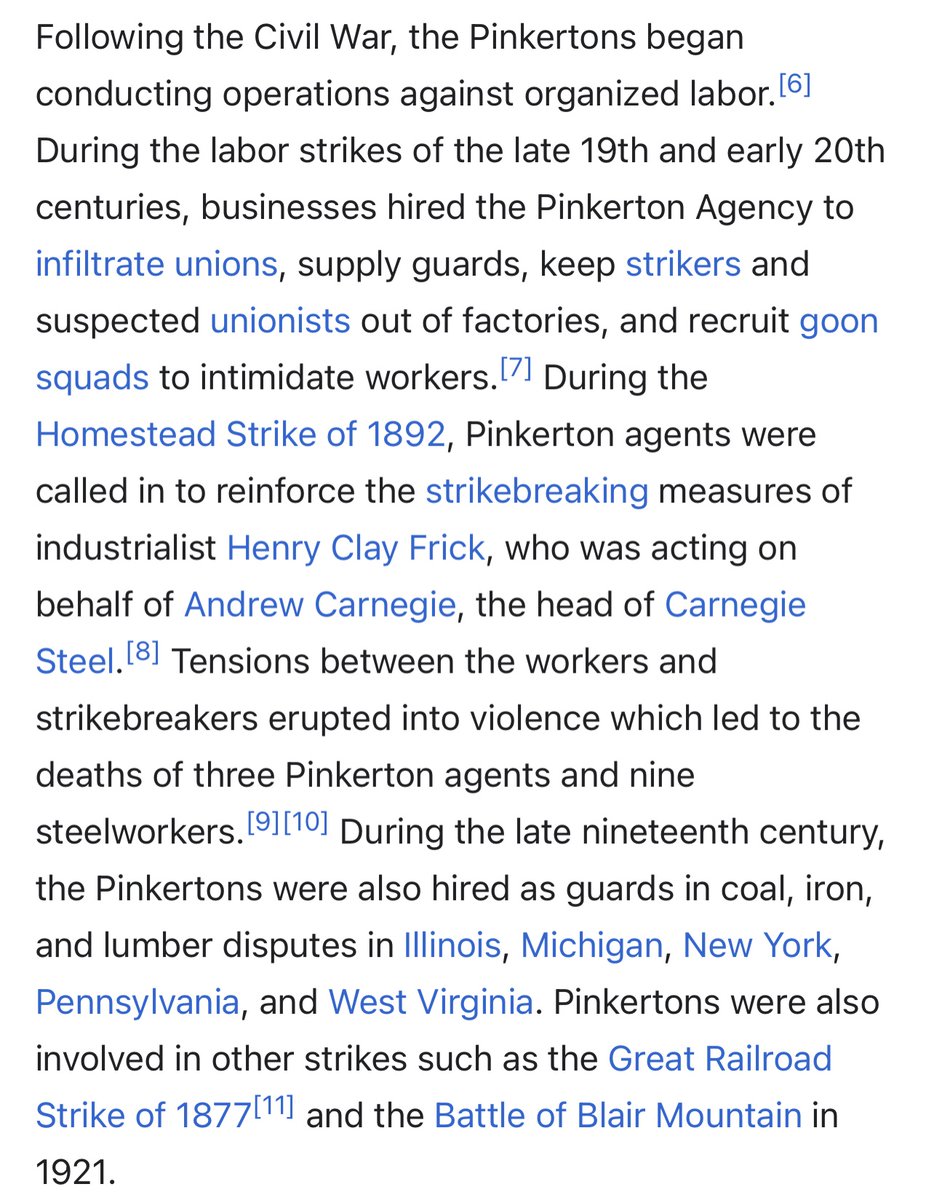 Following the Civil War, the Pinkertons began
conducting operations against organized labor.[6]
During the labor strikes of the late 19th and early 20th
centuries, businesses hired the Pinkerton Agency to
infiltrate unions, supply guards, keep strikers and
suspected unionists out of factories, and recruit goon
squads to intimidate workers.[7] During the
Homestead Strike of 1892, Pinkerton agents were
called in to reinforce the strikebreaking measures of
industrialist Henry Clay Frick, who was acting on
behalf of Andrew Carnegie, the head of Carnegie
Steel.[8] Tensions between the workers and
strikebreakers erupted into violence which led to the
deaths of three Pinkerton agents and nine
steelworkers.[9][10] During the late nineteenth century,
the Pinkertons were also hired as guards in coal, iron,
and lumber disputes in Illinois, Michigan, New York,
Pennsylvania, and West Virginia. Pinkertons were also
involved in other strikes such as the Great Railroad
Strike of 1877[11] and the Battle of Blair Mountain in
1921.